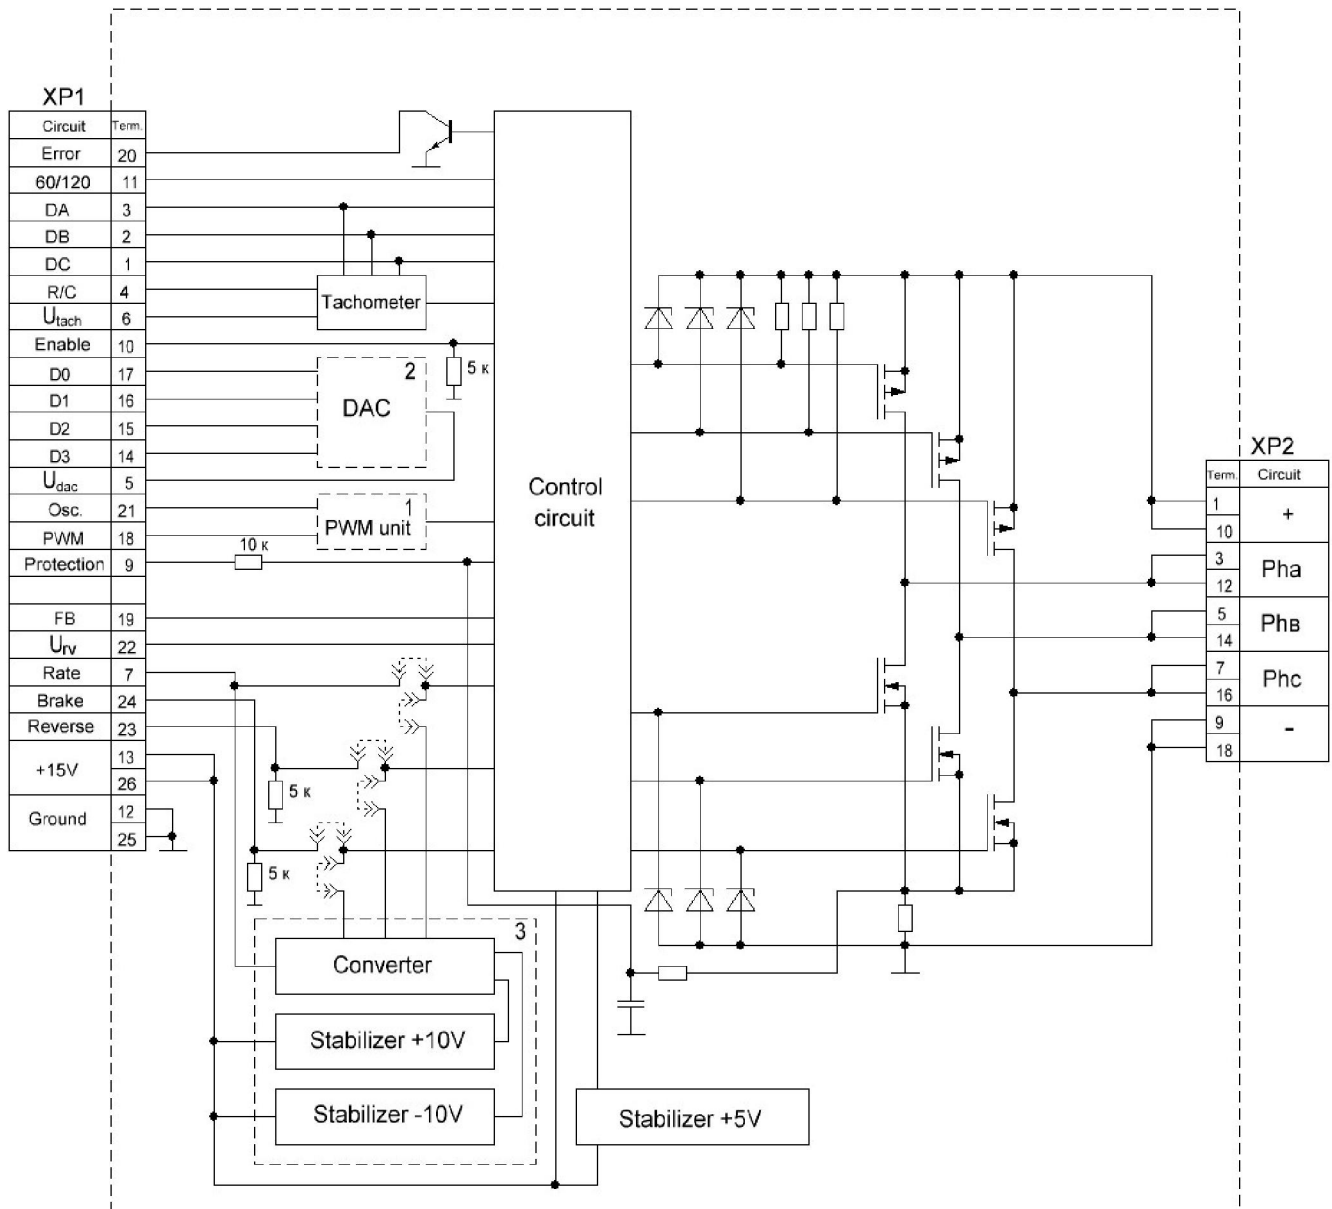 XP1
Circuit Term.
Error 20
60/120 11
DA 3
DB 2
DC 1
R/C 4
Utach 6
Enable 10
D0 17
D1 16
D2 15
D3 14
Udac 5
Osc. 21
PWM 18
Protection 9
FB 19
Urv 22
Rate 7
Brake 24
Reverse 23
+15V 13
26
Ground 12
25
Tachometer
5 к
2
DAC
1
PWM unit
10 к
Control
circuit
5 к
5 к
3
Converter
Stabilizer +10V
Stabilizer -10V
Stabilizer +5V
XP2
Term. Circuit
1
+
10
3
PhA
12
5
PhB
14
7
PhC
16
9
-
18